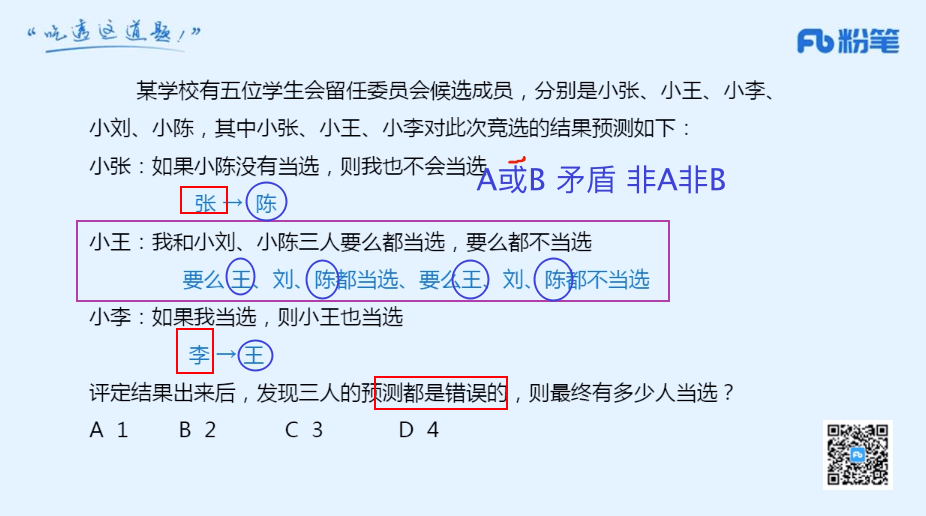 “吃透这道题！”
粉笔
某学校有五位学生会留任委员会候选成员，分别是小张、小王、小李、
小刘、小陈，其中小张、小王、小李对此次竞选的结果预测如下：
小张：如果小陈没有当选，则我也不会当选
A或B 矛盾 非A非B
张→陈
小王：我和小刘、小陈三人要么都当选，要么都不当选
要么王、刘、陈都当选、要么王、刘、陈都不当选
小李：如果我当选，则小王也当选
李→王
评定结果出来后，发现三人的预测都是错误的，则最终有多少人当选？
A 1 B 2 C 3 D 4